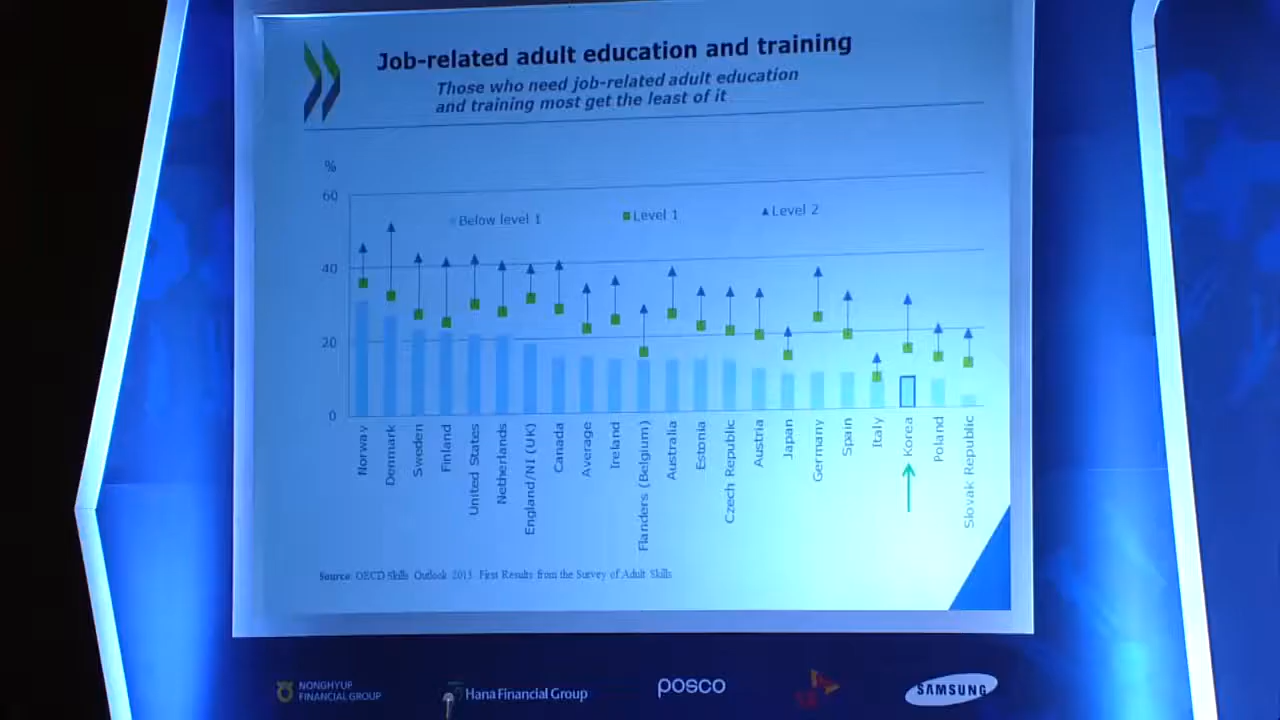 Job-related adult education and training
Those who need job-related adult education
and training most get the least of it
%
60
40
20
0
Below level 1
Level 1
Level 2
Norway
Denmark
Sweden
Finland
United States
Netherlands
England/NI (UK)
Canada
Average
Ireland
Flanders (Belgium)
Australia
Estonia
Czech Republic
Austria
Japan
Germany
Spain
Italy
Korea
Poland
Slovak Republic
Source: OECD Skills Outlook 2013. First Results from the Survey of Adult Skills
NONGHYUP
FINANCIAL GROUP
Hana Financial Group
posco
SK
SAMSUNG